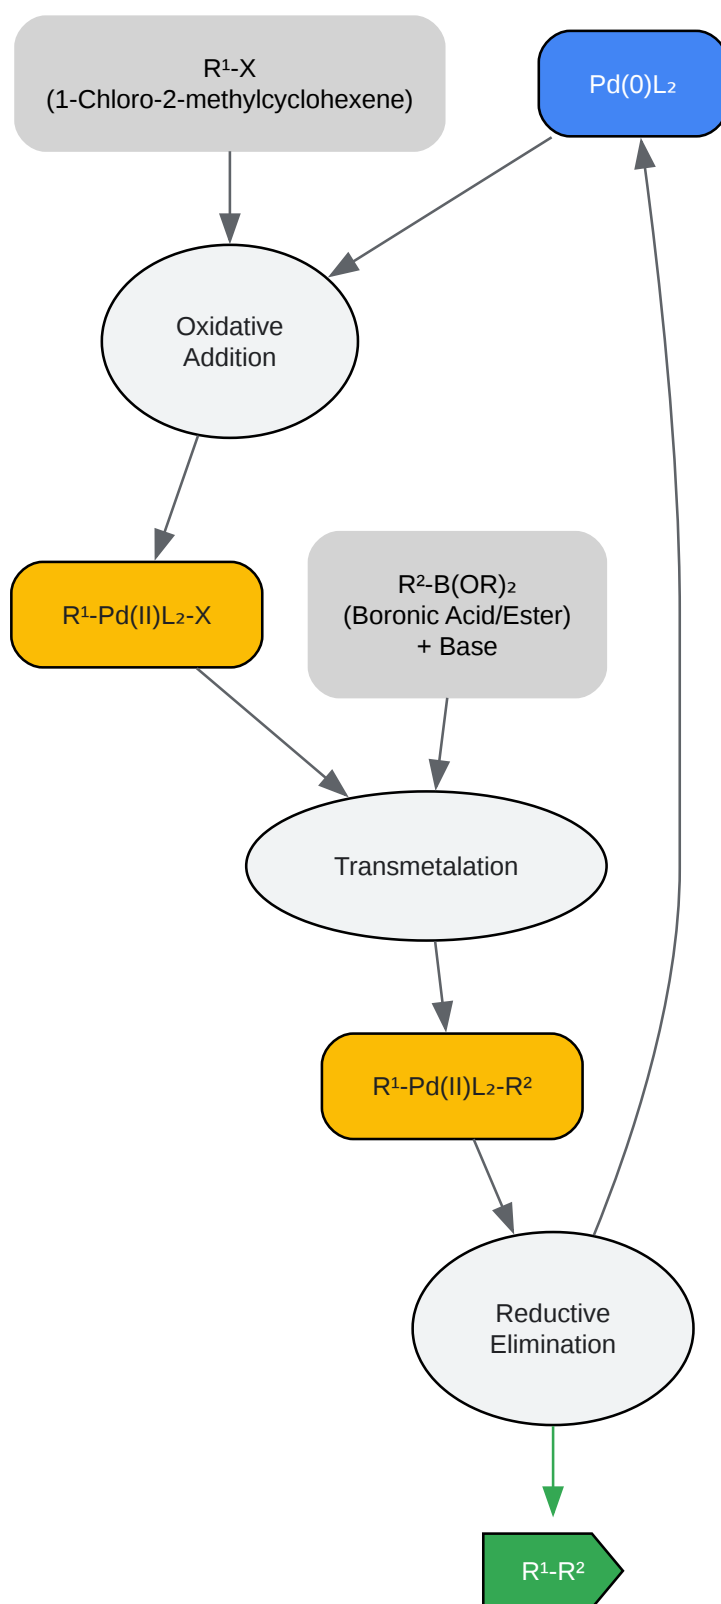 R¹-X
(1-Chloro-2-methylcyclohexene)
Pd(0)L₂
Oxidative
Addition
R¹-Pd(II)L₂-X
R²-B(OR)₂
(Boronic Acid/Ester)
+ Base
Transmetalation
R¹-Pd(II)L₂-R²
Reductive
Elimination
R¹-R²